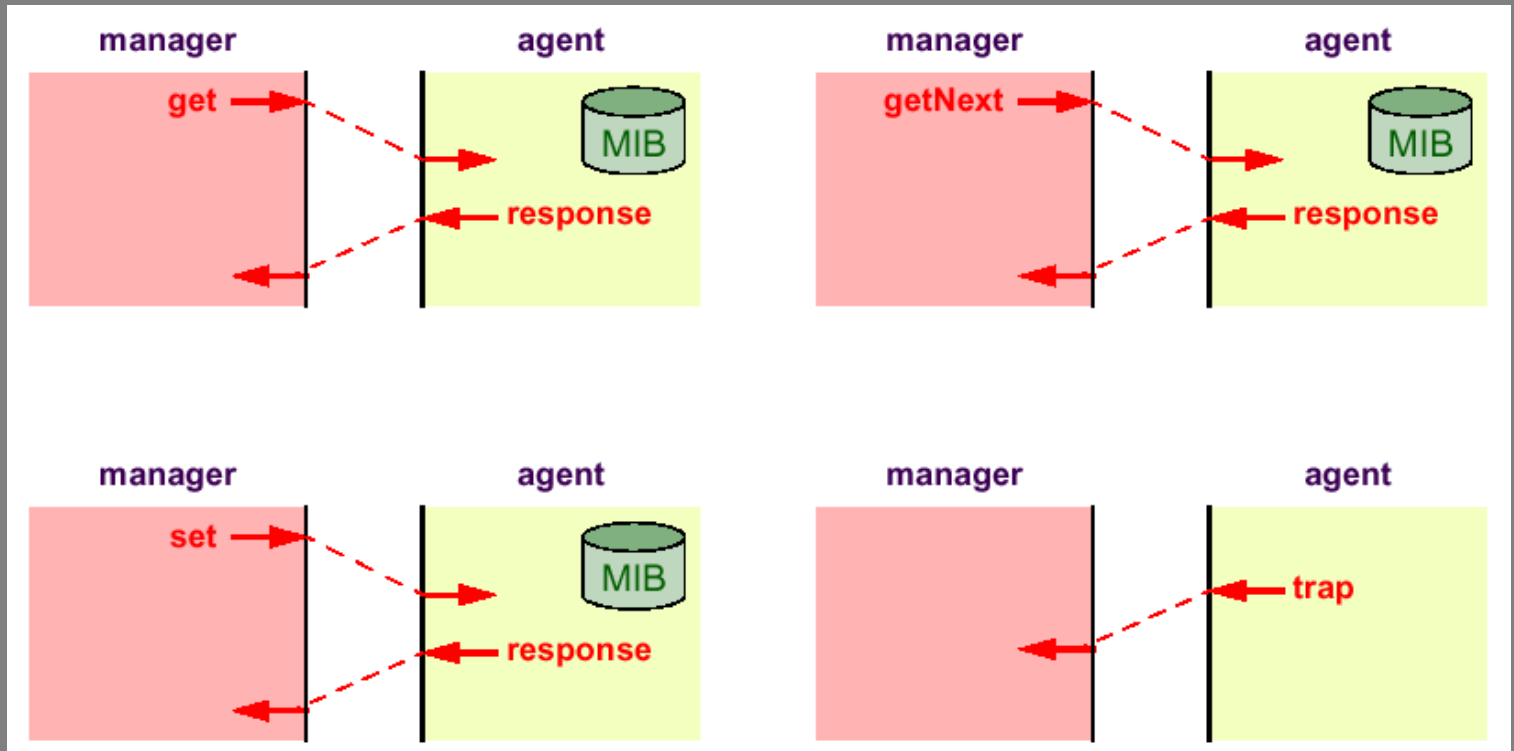 manager agent
get
MIB
response
manager agent
getNext
MIB
response
manager agent
set
MIB
response
manager agent
trap